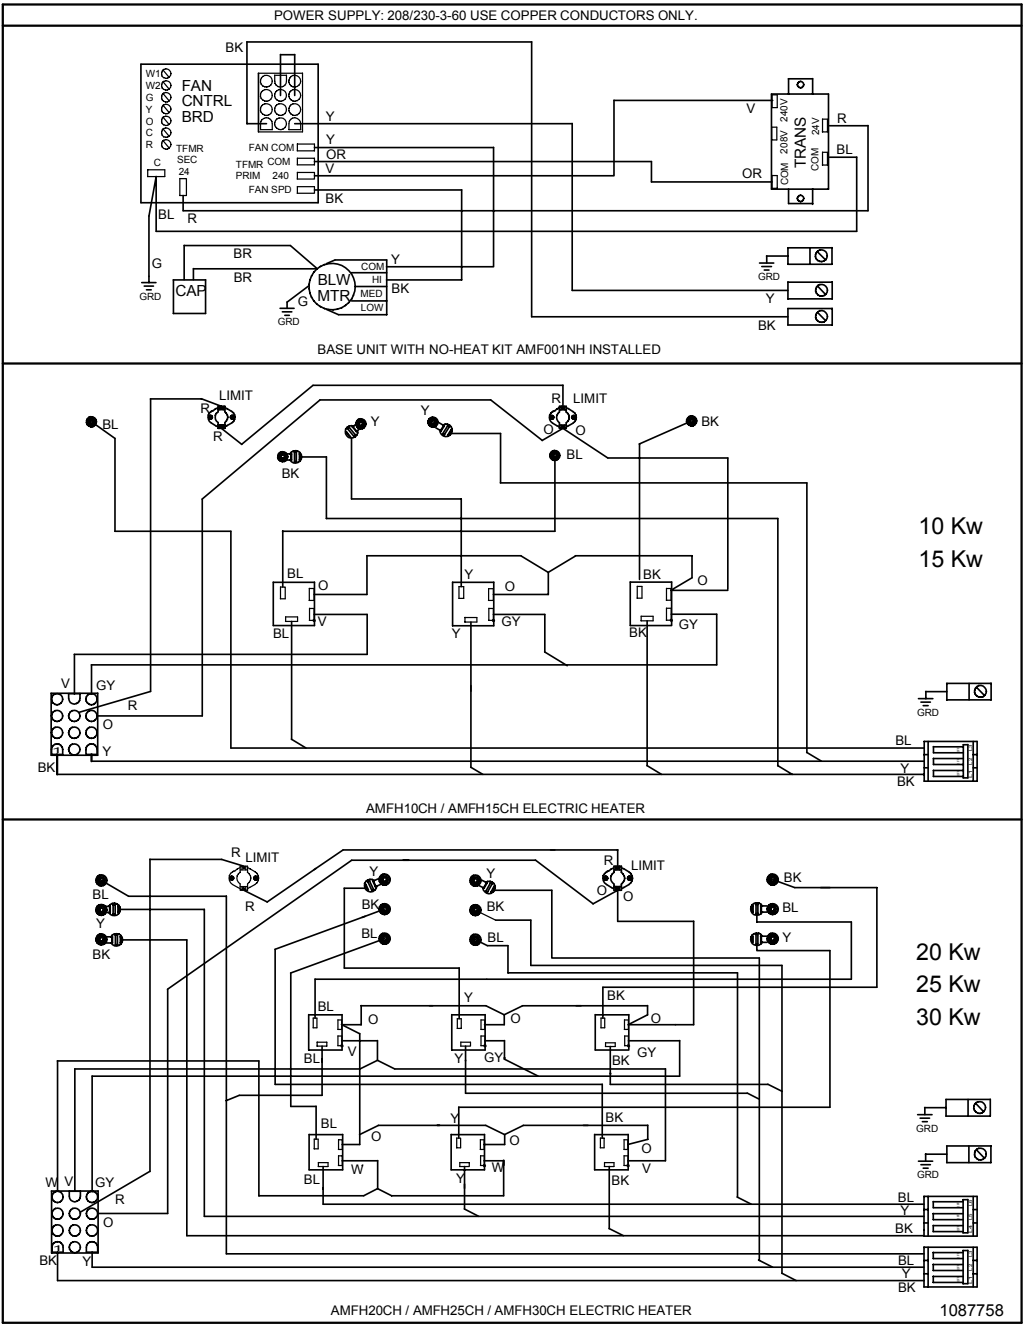 POWER SUPPLY: 208/230-3-60 USE COPPER CONDUCTORS ONLY.
BK
W1
W2
G
Y
O
C
R
FAN
CNTRL
BRD
TFMR
SEC
24
C
FAN COM
TFMR COM
PRIM 240
FAN SPD
Y
Y
OR
V
BK
V
OR
COM 208V 240V
TRANS
COM 24V
R
BL
BL
R
G
GRD
BR
BR
CAP
BLW
MTR
G
GRD
COM
HI
MED
LOW
Y
BK
GRD
Y
BK
BASE UNIT WITH NO-HEAT KIT AMF001NH INSTALLED
LIMIT
R
R
BL
BK
Y
Y
R
LIMIT
O
O
BL
BK
10 Kw
15 Kw
BL
O
V
BL
Y
O
GY
Y
BK
O
GY
BK
V
GY
R
O
Y
BK
GRD
BL
Y
BK
AMFH10CH / AMFH15CH ELECTRIC HEATER
R
LIMIT
R
BL
Y
BK
Y
BK
BL
Y
BK
BL
R
LIMIT
O
O
BK
BL
Y
20 Kw
25 Kw
30 Kw
BL
O
V
BL
Y
O
GY
Y
BK
O
GY
BK
BL
O
W
BL
Y
O
W
Y
BK
O
V
BK
W
V
GY
R
O
BK
Y
GRD
GRD
BL
Y
BK
BL
Y
BK
AMFH20CH / AMFH25CH / AMFH30CH ELECTRIC HEATER
1087758